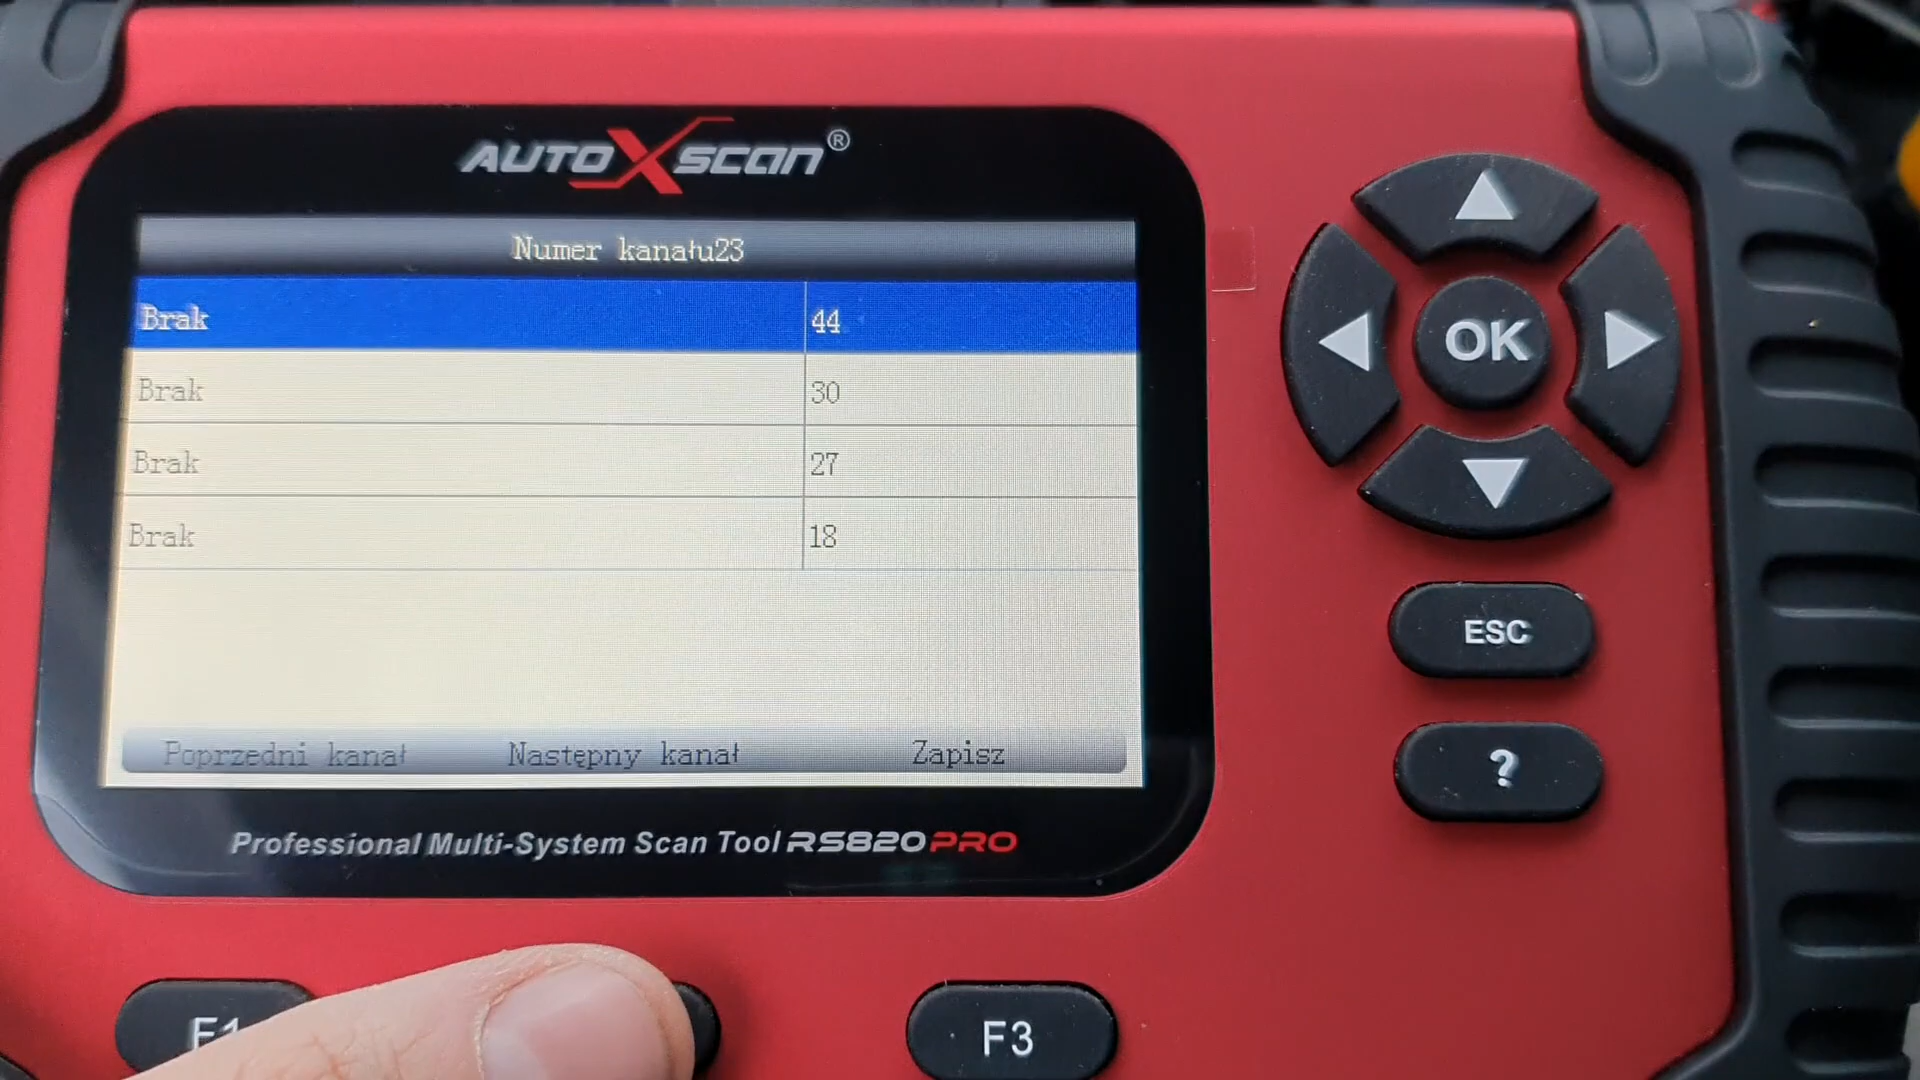 AUTOXSCAN®
Numer kanału23
Brak 44
Brak 30
Brak 27
Brak 18
Poprzedni kanał Następny kanał Zapisz
Professional Multi-System Scan Tool RS820PRO
OK
ESC
?
F1 F3